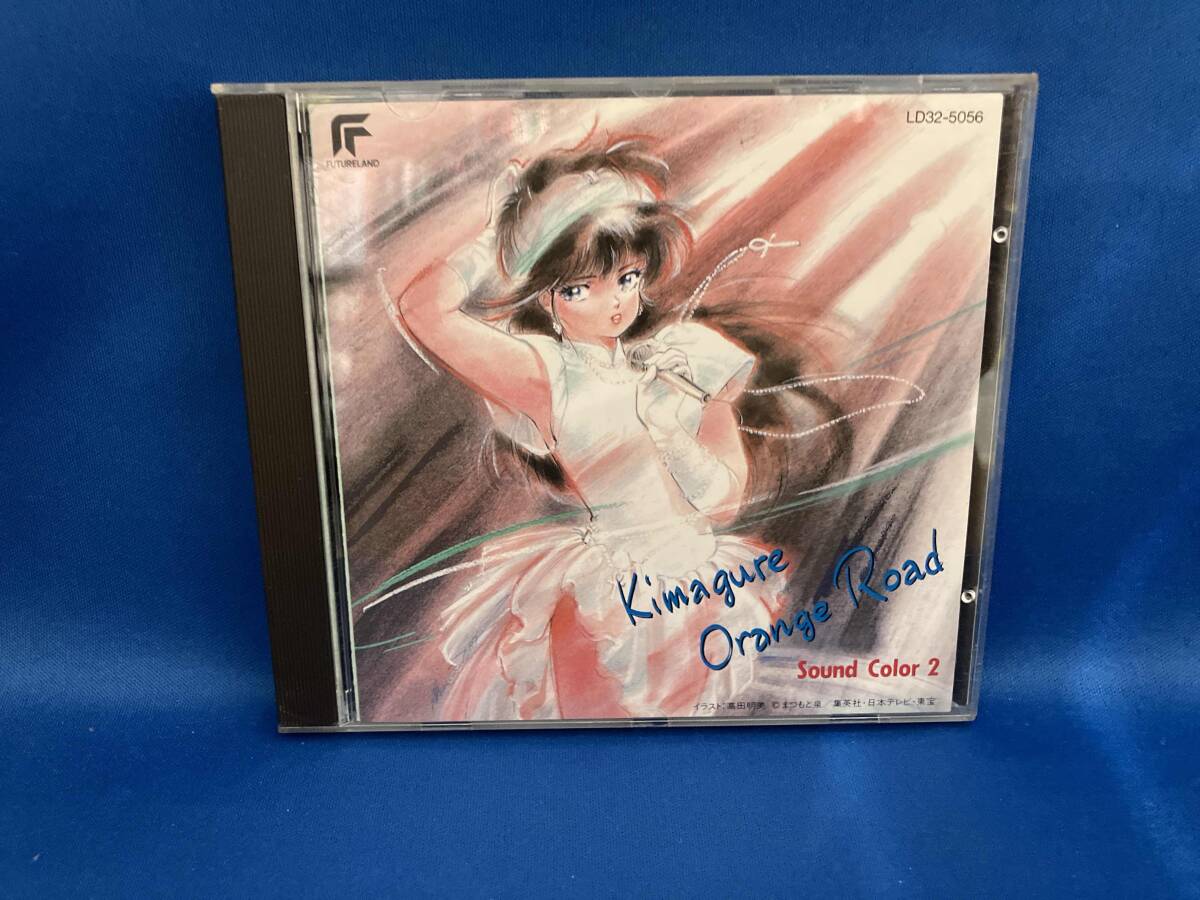 FUTURELAND
LD32-5056
Kimagure
Orange Road
Sound Color 2
イラスト:高田明美 ©まつもと泉/集英社・日本テレビ・東宝